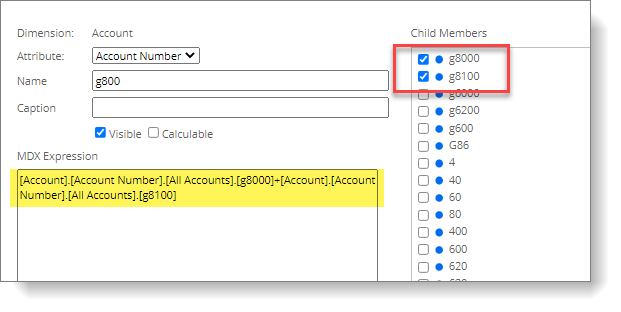 Dimension: Account
Attribute: Account Number
Name g800
Caption
Visible Calculable
MDX Expression
[Account].[Account Number].[All Accounts].[g8000]+[Account].[Account
Number].[All Accounts].[g8100]
Child Members
g8000
g8100
g6000
g6200
g600
G86
4
40
60
80
400
600
620